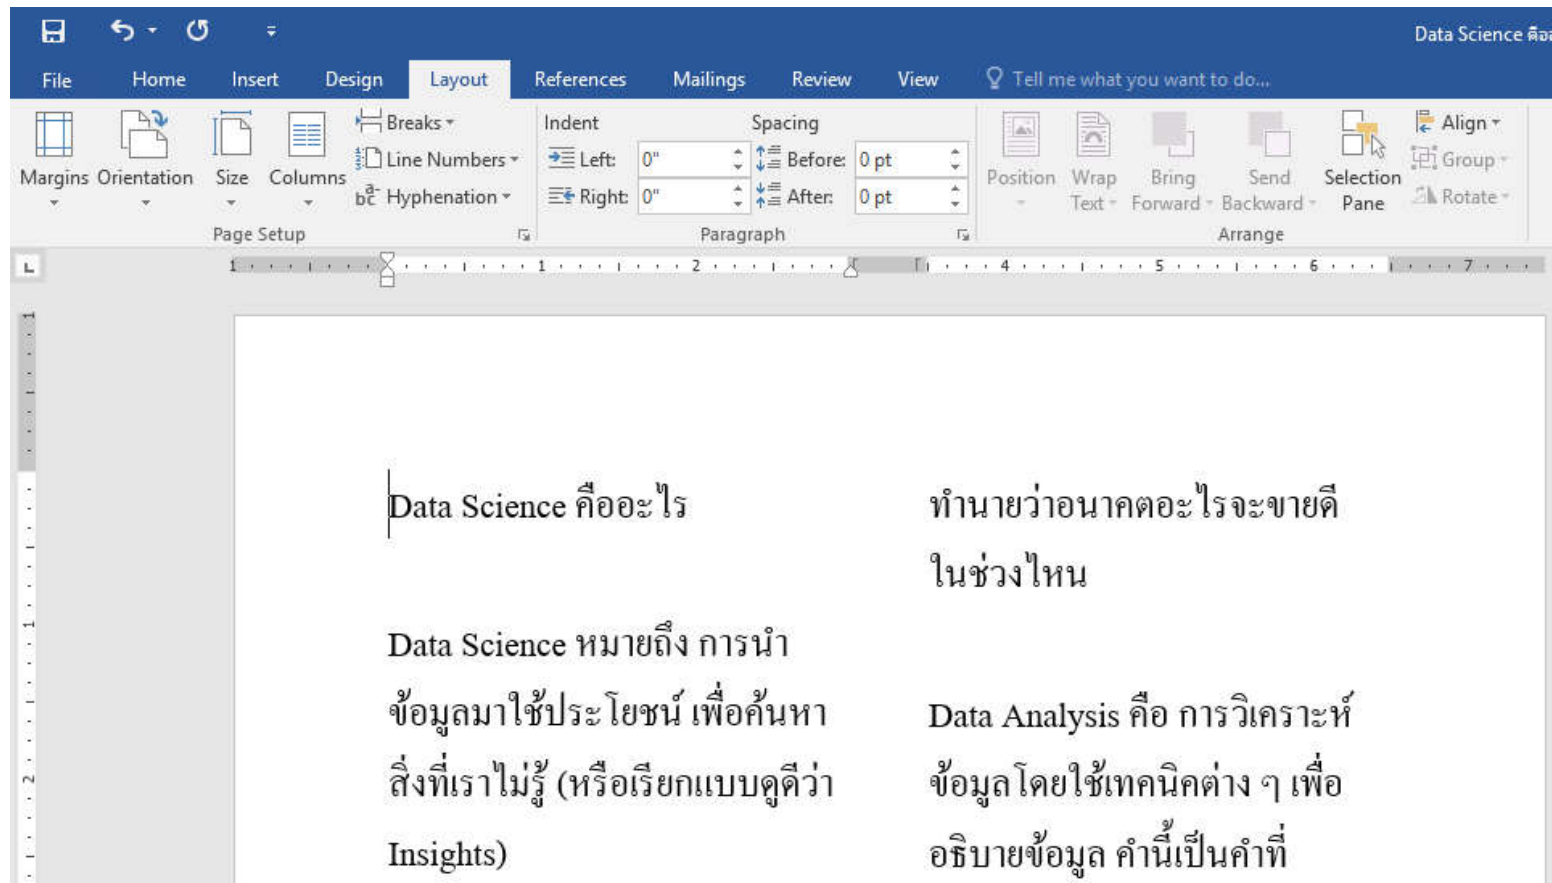 Data Science คืออ
File Home Insert Design Layout References Mailings Review View Tell me what you want to do...
Margins Orientation Size Columns
Breaks
Line Numbers
Hyphenation
Page Setup
Indent Spacing
Left: 0" Before: 0 pt
Right: 0" After: 0 pt
Paragraph
Position Wrap Text Bring Forward Send Backward Selection Pane
Align
Group
Rotate
Arrange
L
1 1 2 4 5 6 7
1
1
2
Data Science คืออะไร
Data Science หมายถึง การนำ
ข้อมูลมาใช้ประโยชน์ เพื่อค้นหา
สิ่งที่เราไม่รู้ (หรือเรียกแบบดูดีว่า
Insights)
ทำนายว่าอนาคตอะไรจะขายดี
ในช่วงไหน
Data Analysis คือ การวิเคราะห์
ข้อมูลโดยใช้เทคนิคต่าง ๆ เพื่อ
อธิบายข้อมูล คำนี้เป็นคำที่